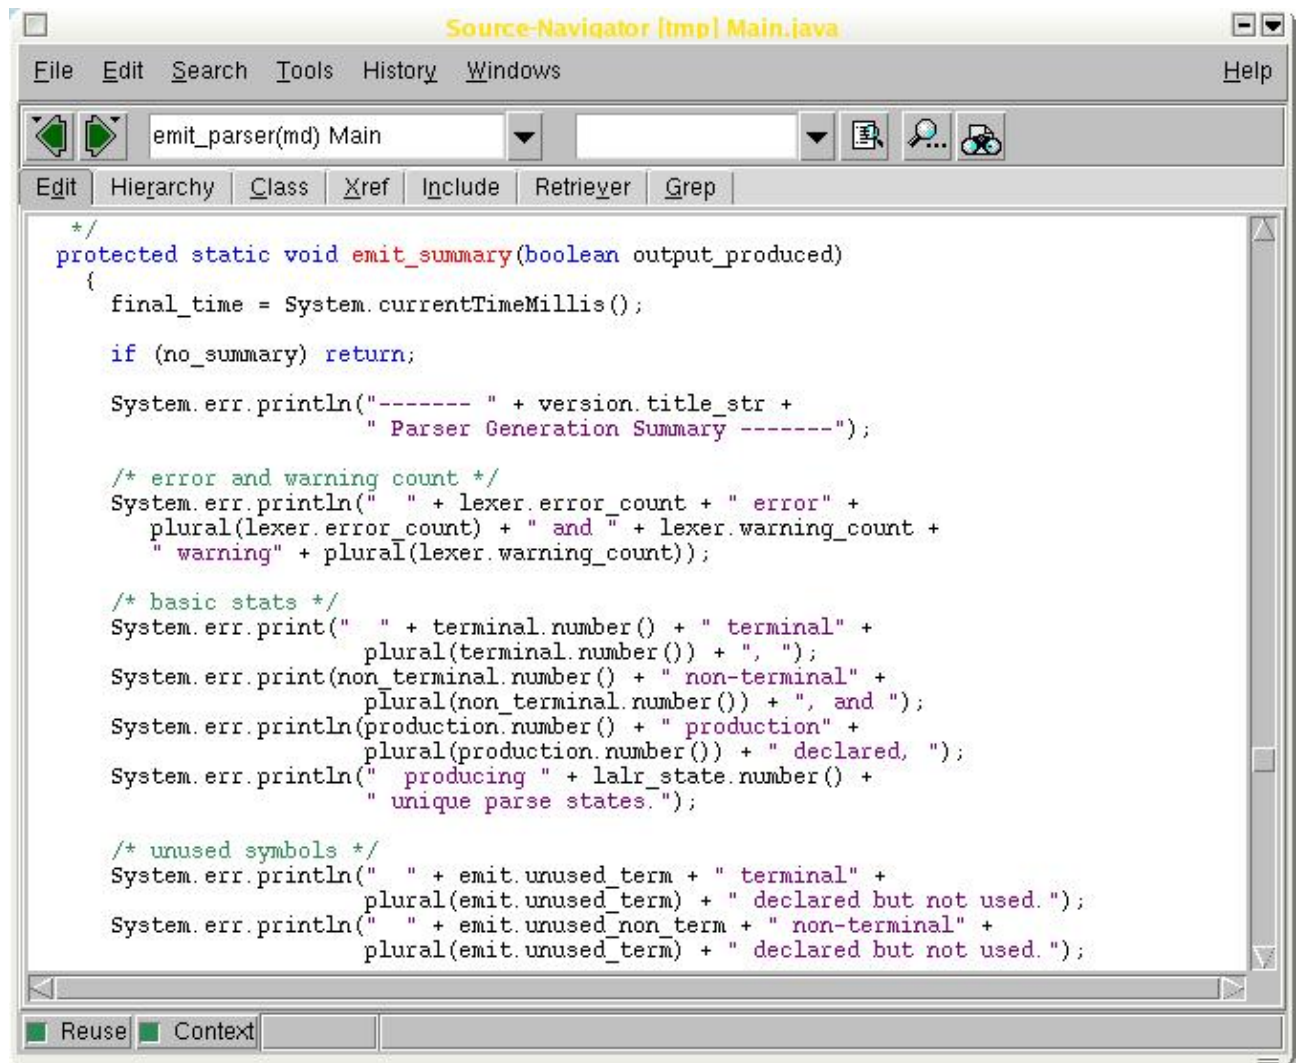 Source-Navigator [tmp] Main.java
File Edit Search Tools History Windows Help
emit_parser(md) Main
Edit Hierarchy Class Xref Include Retriever Grep
*/
protected static void emit_summary(boolean output_produced)
{
final_time = System.currentTimeMillis();
if (no_summary) return;
System.err.println("------- " + version.title_str +
" Parser Generation Summary -------");
/* error and warning count */
System.err.println("  " + lexer.error_count + " error" +
plural(lexer.error_count) + " and " + lexer.warning_count +
" warning" + plural(lexer.warning_count));
/* basic stats */
System.err.print("  " + terminal.number() + " terminal" +
plural(terminal.number()) + ", ");
System.err.print(non_terminal.number() + " non-terminal" +
plural(non_terminal.number()) + ", and ");
System.err.println(production.number() + " production" +
plural(production.number()) + " declared, ");
System.err.println("  producing " + lalr_state.number() +
" unique parse states.");
/* unused symbols */
System.err.println("  " + emit.unused_term + " terminal" +
plural(emit.unused_term) + " declared but not used.");
System.err.println("  " + emit.unused_non_term + " non-terminal" +
plural(emit.unused_term) + " declared but not used.");
Reuse Context